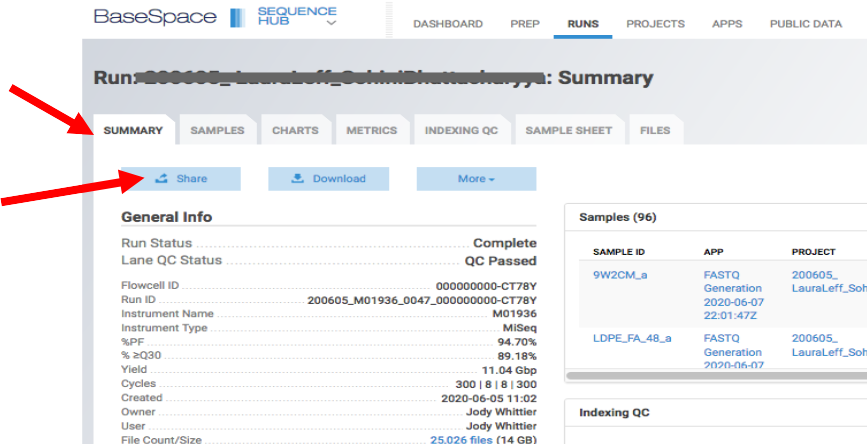 BaseSpace SEQUENCE HUB
DASHBOARD PREP RUNS PROJECTS APPS PUBLIC DATA
Run: : Summary
SUMMARY SAMPLES CHARTS METRICS INDEXING QC SAMPLE SHEET FILES
Share Download More
General Info
Run Status Complete
Lane QC Status QC Passed
Flowcell ID 000000000-CT78Y
Run ID 200605_M01936_0047_000000000-CT78Y
Instrument Name M01936
Instrument Type MiSeq
%PF 94.70%
% ≥Q30 89.18%
Yield 11.04 Gbp
Cycles 300 | 8 | 8 | 300
Created 2020-06-05 11:02
Owner Jody Whittier
User Jody Whittier
File Count/Size 25,026 files (14 GB)
Samples (96)
SAMPLE ID APP PROJECT
9W2CM_a FASTQ 200605_
Generation LauraLeff_Soh
2020-06-07
22:01:47Z
LDPE_FA_48_a FASTQ 200605_
Generation LauraLeff_Soh
2020-06-07
Indexing QC